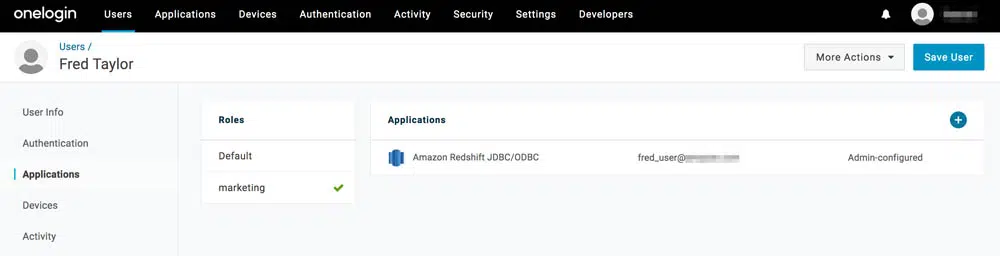 onelogin Users Applications Devices Authentication Activity Security Settings Developers
Users /
Fred Taylor
More Actions
Save User
User Info
Authentication
Applications
Devices
Activity
Roles
Default
marketing
Applications
Amazon Redshift JDBC/ODBC fred_user@ Admin-configured